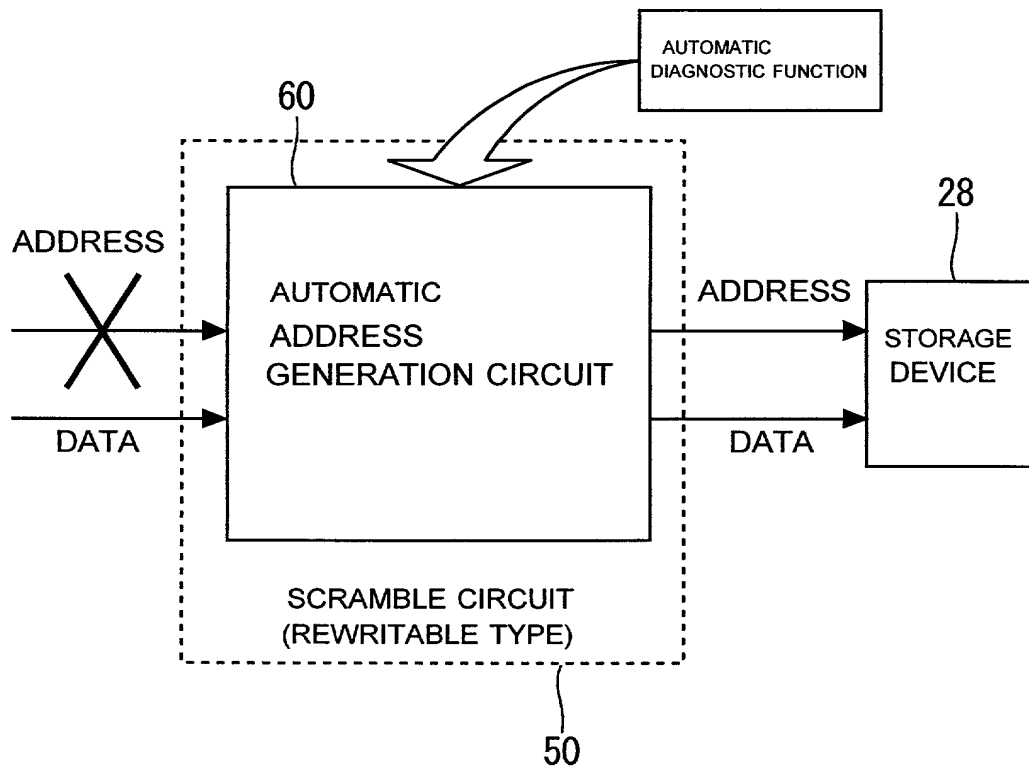 AUTOMATIC
DIAGNOSTIC FUNCTION
60
28
ADDRESS
AUTOMATIC
ADDRESS
GENERATION CIRCUIT
ADDRESS
STORAGE
DEVICE
DATA
DATA
SCRAMBLE CIRCUIT
(REWRITABLE TYPE)
50